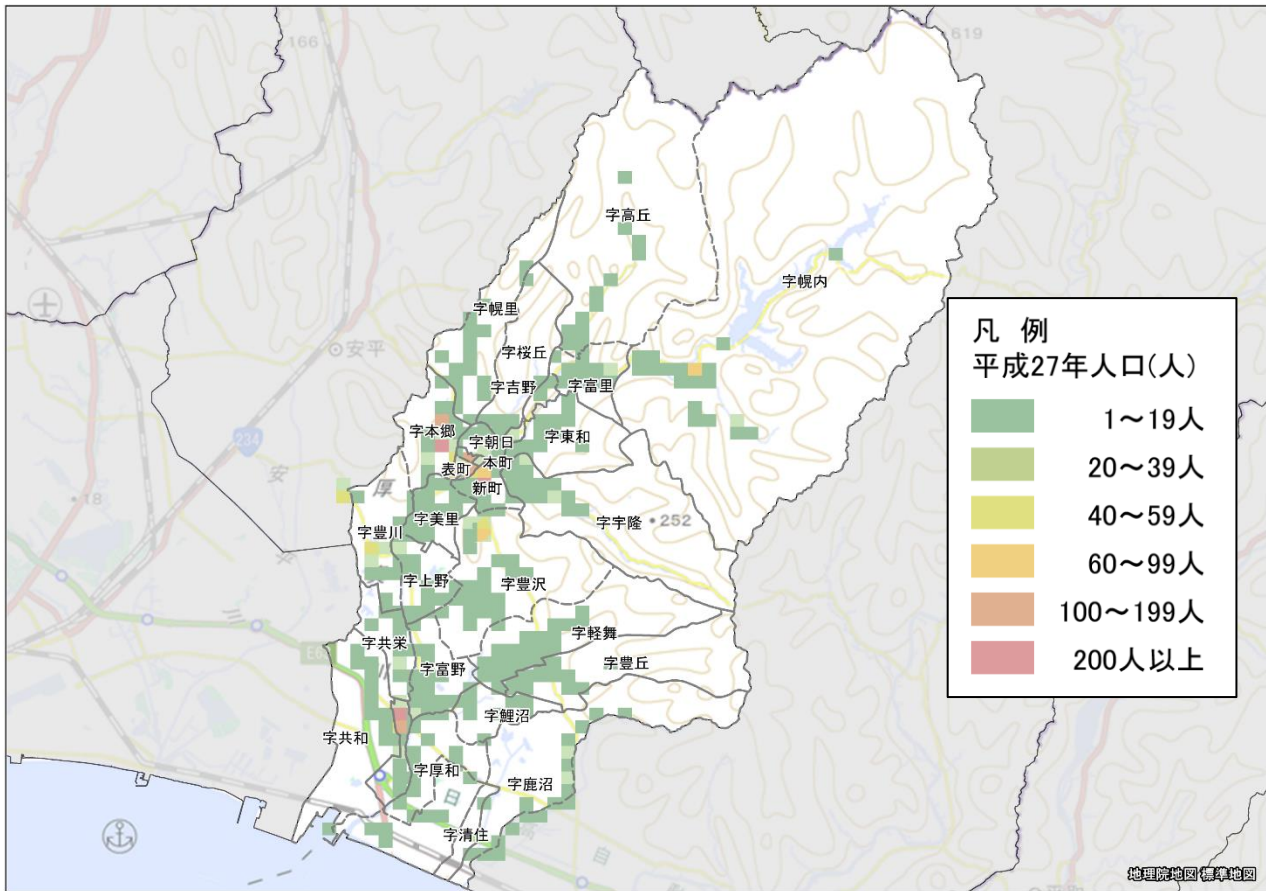 166
619
字高丘
字幌内
字幌里
安平
字桜丘
字吉野
字富里
字本郷
字朝日
字東和
234
表町
本町
新町
安
厚
18
字美里
字豊川
字宇隆
252
字上野
字豊沢
字軽舞
字共栄
字富野
字豊丘
川
字鯉沼
字共和
字厚和
字鹿沼
日
字清住
自
凡 例
平成27年人口(人)
1～19人
20～39人
40～59人
60～99人
100～199人
200人以上
地理院地図 標準地図